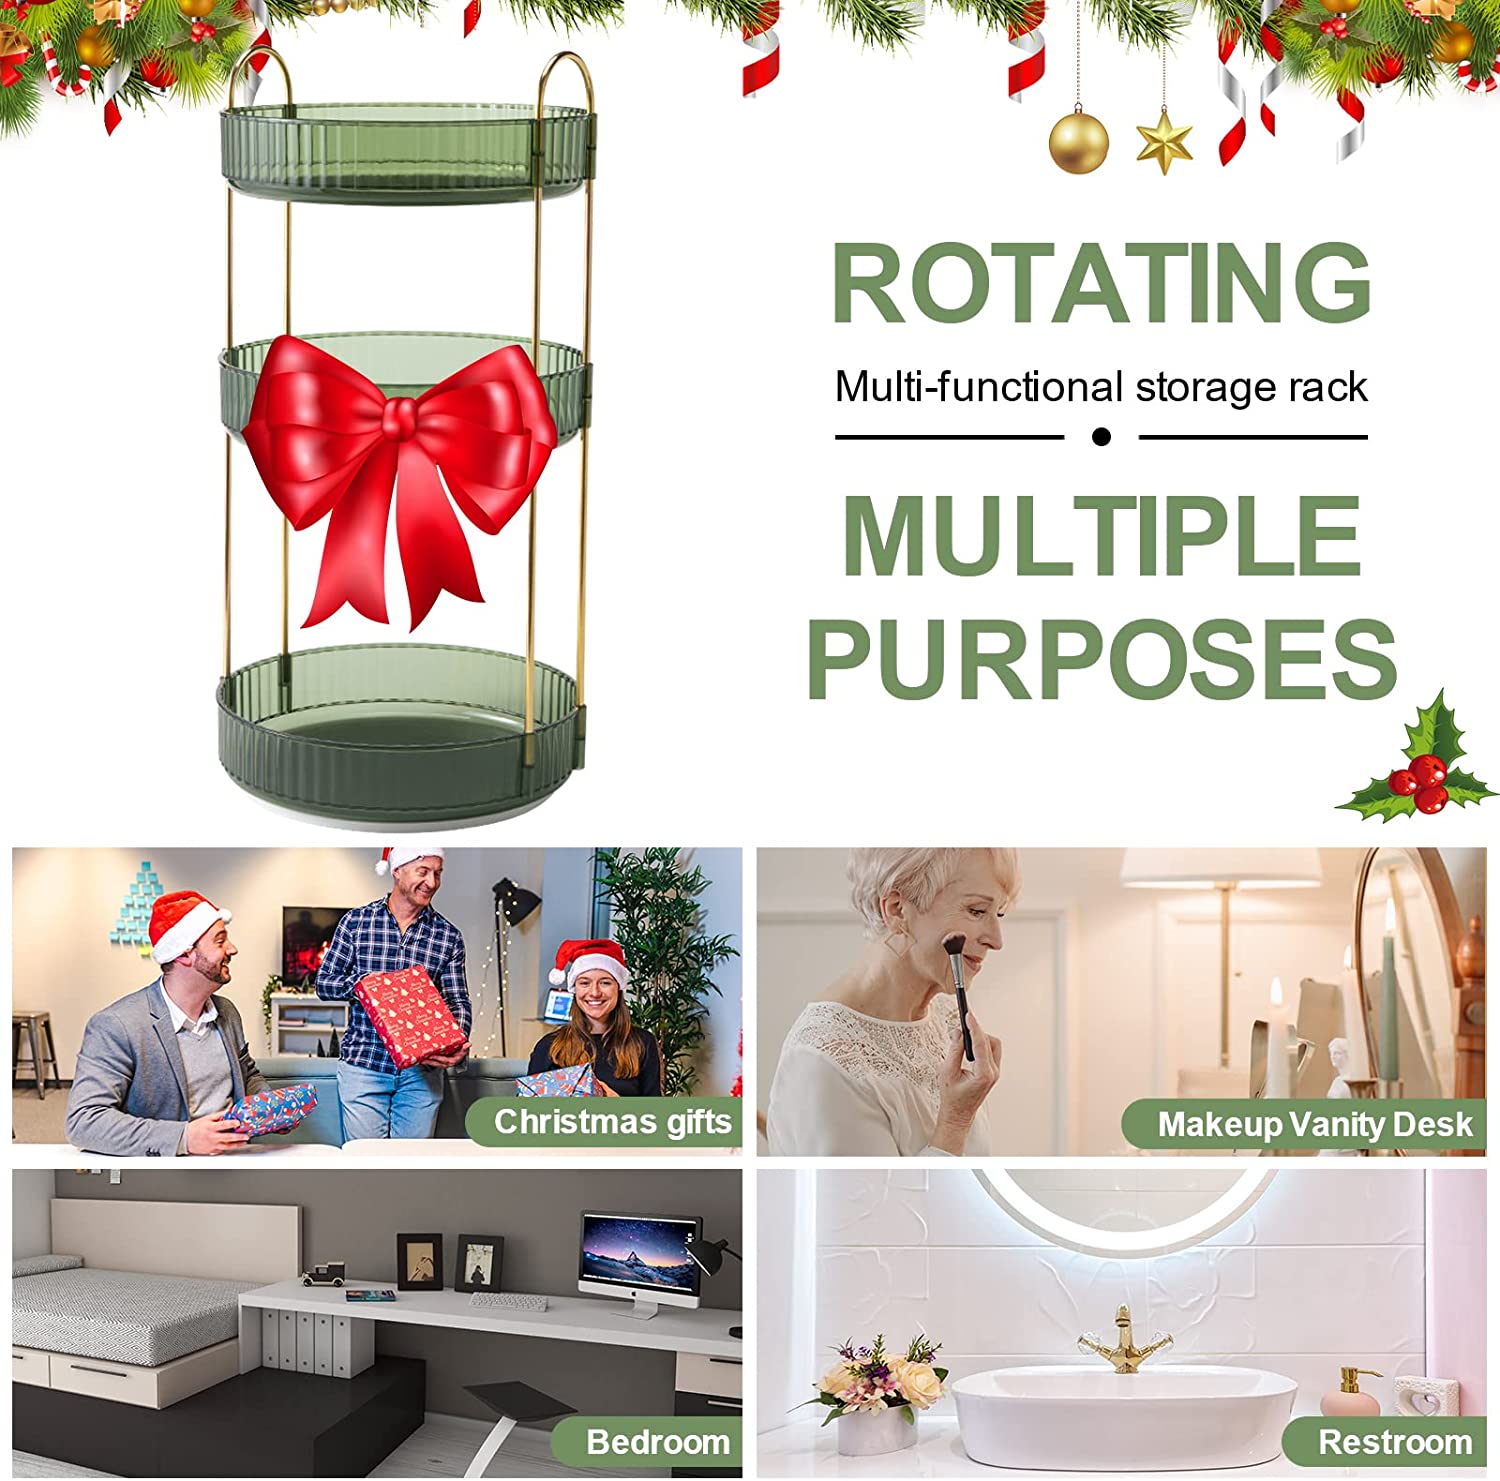 ROTATING
Multi-functional storage rack
MULTIPLE
PURPOSES
Christmas gifts
Makeup Vanity Desk
Bedroom
Restroom